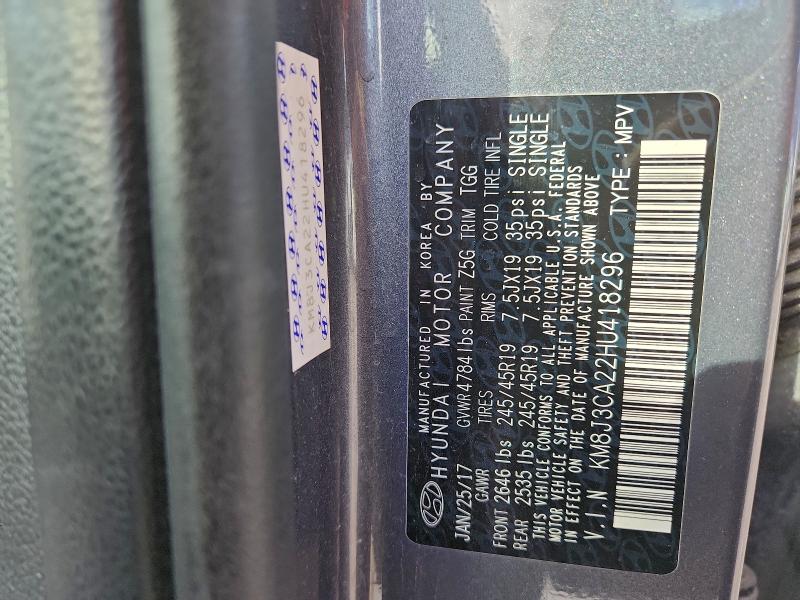 KM8J3CA22HU418296
MANUFACTURED IN KOREA BY
HYUNDAI MOTOR COMPANY
JAN/25/17 GVWR 4784 lbs PAINT Z5G TRIM TGG
GAWR TIRES RIMS COLD TIRE INFL
FRONT 2646 lbs 245/45R19 7.5JX19 35psi SINGLE
REAR 2535 lbs 245/45R19 7.5JX19 35psi SINGLE
THIS VEHICLE CONFORMS TO ALL APPLICABLE U.S.A. FEDERAL
MOTOR VEHICLE SAFETY AND THEFT PREVENTION STANDARDS
IN EFFECT ON THE DATE OF MANUFACTURE SHOWN ABOVE
V.I.N KM8J3CA22HU418296 TYPE : MPV